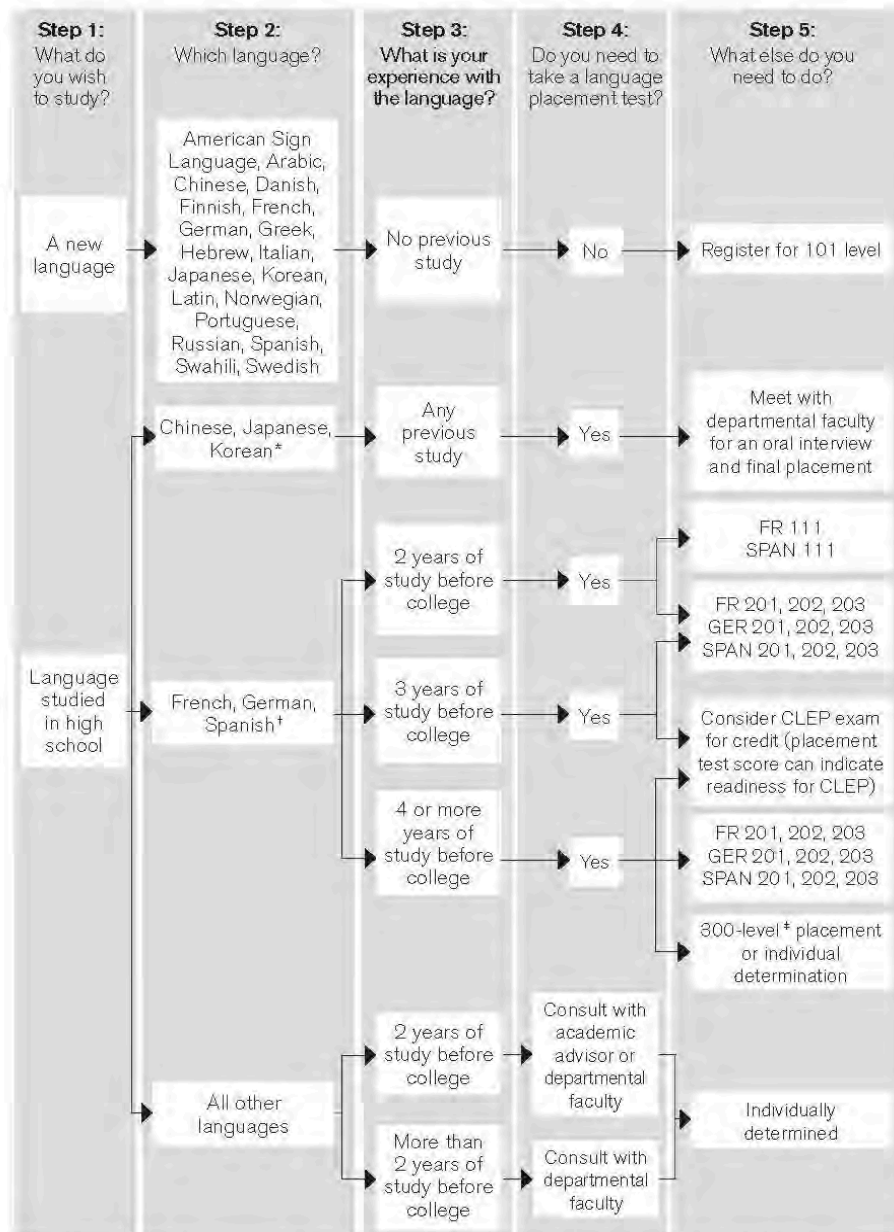 Step 1:
What do
you wish
to study?
Step 2:
Which language?
Step 3:
What is your
experience with
the language?
Step 4:
Do you need to
take a language
placement test?
Step 5:
What else do you
need to do?
A new
language
American Sign
Language, Arabic,
Chinese, Danish,
Finnish, French,
German, Greek,
Hebrew, Italian,
Japanese, Korean,
Latin, Norwegian,
Portuguese,
Russian, Spanish,
Swahili, Swedish
No previous
study
No
Register for 101 level
Language
studied
in high
school
Chinese, Japanese,
Korean*
Any
previous
study
Yes
Meet with
departmental faculty
for an oral interview
and final placement
French, German,
Spanish†
2 years of
study before
college
Yes
FR 111
SPAN 111
FR 201, 202, 203
GER 201, 202, 203
SPAN 201, 202, 203
3 years of
study before
college
Yes
Consider CLEP exam
for credit (placement
test score can indicate
readiness for CLEP)
4 or more
years of
study before
college
Yes
FR 201, 202, 203
GER 201, 202, 203
SPAN 201, 202, 203
300-level‡ placement
or individual
determination
All other
languages
2 years of
study before
college
Consult with
academic
advisor or
departmental
faculty
More than
2 years of
study before
college
Consult with
departmental
faculty
Individually
determined